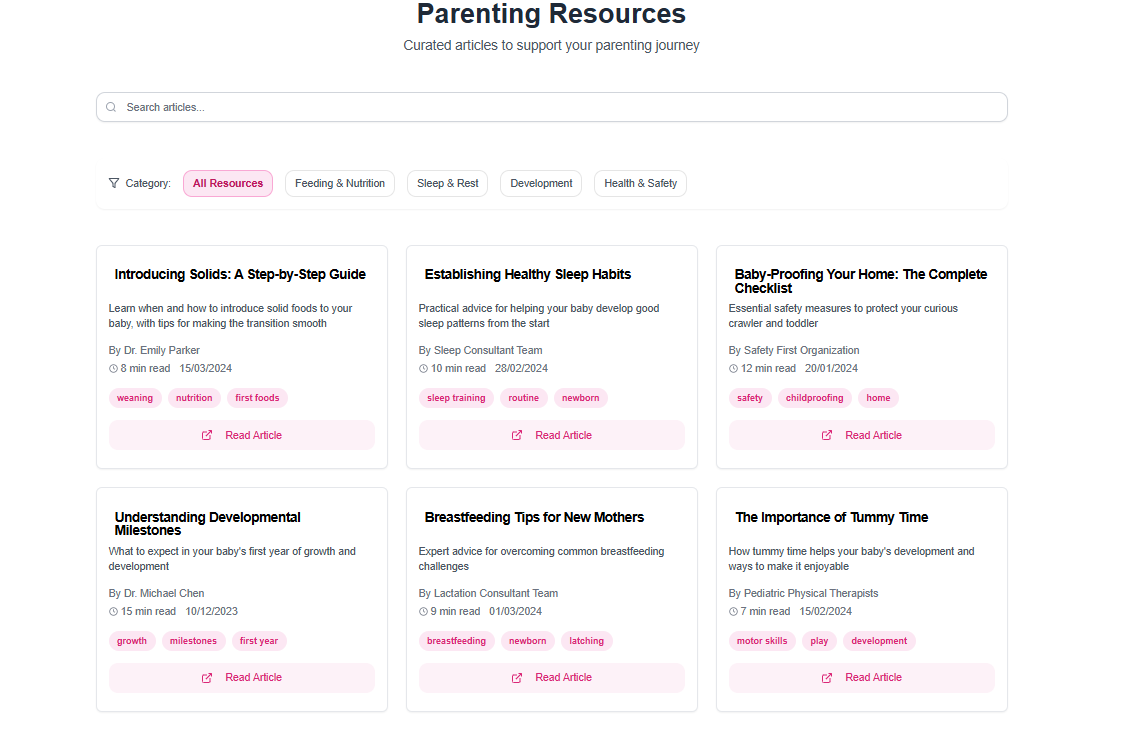 Parenting Resources
Curated articles to support your parenting journey
Search articles...
Category: All Resources Feeding & Nutrition Sleep & Rest Development Health & Safety
Introducing Solids: A Step-by-Step Guide
Learn when and how to introduce solid foods to your
baby, with tips for making the transition smooth
By Dr. Emily Parker
8 min read 15/03/2024
weaning nutrition first foods
Read Article
Establishing Healthy Sleep Habits
Practical advice for helping your baby develop good
sleep patterns from the start
By Sleep Consultant Team
10 min read 28/02/2024
sleep training routine newborn
Read Article
Baby-Proofing Your Home: The Complete
Checklist
Essential safety measures to protect your curious
crawler and toddler
By Safety First Organization
12 min read 20/01/2024
safety childproofing home
Read Article
Understanding Developmental
Milestones
What to expect in your baby's first year of growth and
development
By Dr. Michael Chen
15 min read 10/12/2023
growth milestones first year
Read Article
Breastfeeding Tips for New Mothers
Expert advice for overcoming common breastfeeding
challenges
By Lactation Consultant Team
9 min read 01/03/2024
breastfeeding newborn latching
Read Article
The Importance of Tummy Time
How tummy time helps your baby's development and
ways to make it enjoyable
By Pediatric Physical Therapists
7 min read 15/02/2024
motor skills play development
Read Article